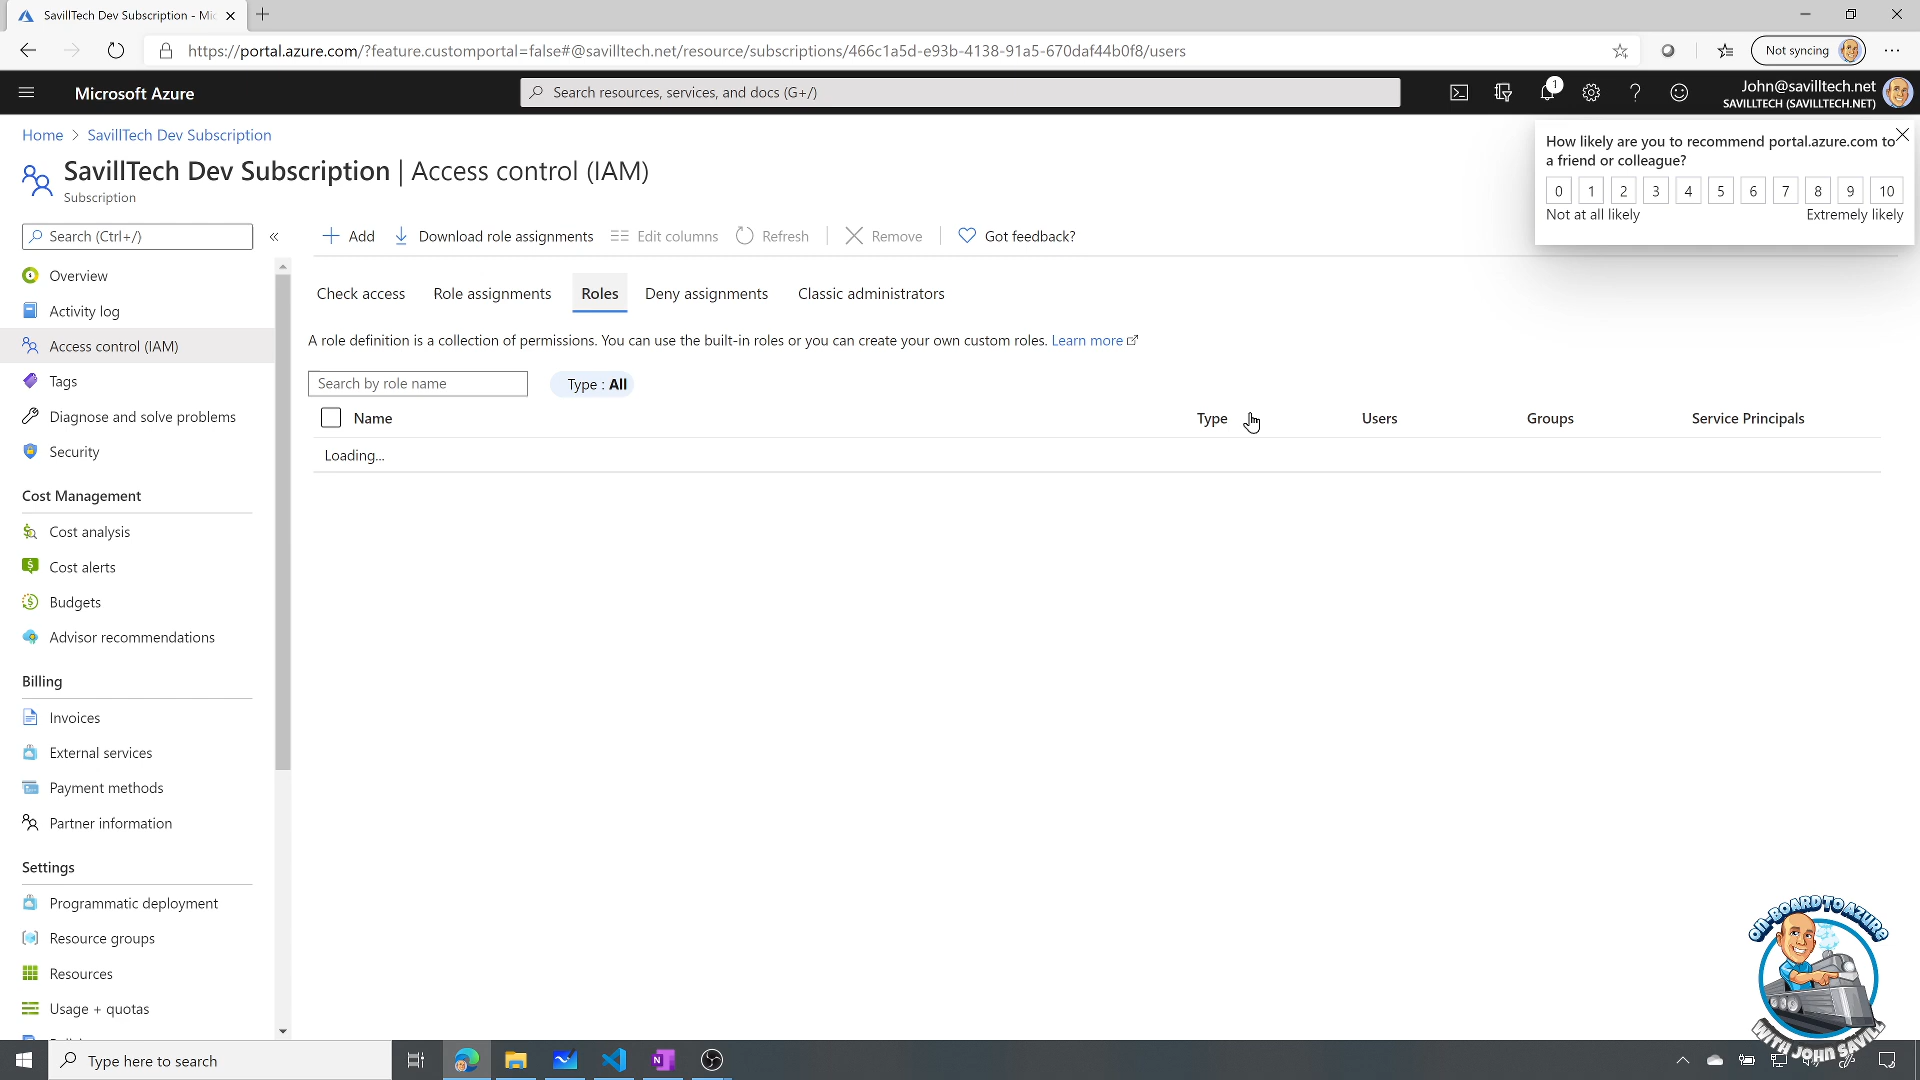 SavillTech Dev Subscription - Mi
https://portal.azure.com/?feature.customportal=false#@savilltech.net/resource/subscriptions/466c1a5d-e93b-4138-91a5-670daf44b0f8/users
Not syncing
Microsoft Azure
Search resources, services, and docs (G+/)
1
John@savilltech.net
SAVILLTECH (SAVILLTECH.NET)
Home > SavillTech Dev Subscription
SavillTech Dev Subscription | Access control (IAM)
Subscription
How likely are you to recommend portal.azure.com to
a friend or colleague?
0 1 2 3 4 5 6 7 8 9 10
Not at all likely Extremely likely
Search (Ctrl+/)
«
Add Download role assignments Edit columns Refresh Remove Got feedback?
Overview
Activity log
Access control (IAM)
Tags
Diagnose and solve problems
Security
Cost Management
Cost analysis
Cost alerts
Budgets
Advisor recommendations
Billing
Invoices
External services
Payment methods
Partner information
Settings
Programmatic deployment
Resource groups
Resources
Usage + quotas
Check access Role assignments Roles Deny assignments Classic administrators
A role definition is a collection of permissions. You can use the built-in roles or you can create your own custom roles. Learn more
Search by role name Type : All
Name Type Users Groups Service Principals
Loading...
ON-BOARD TO AZURE
WITH JOHN SAVILL
Type here to search